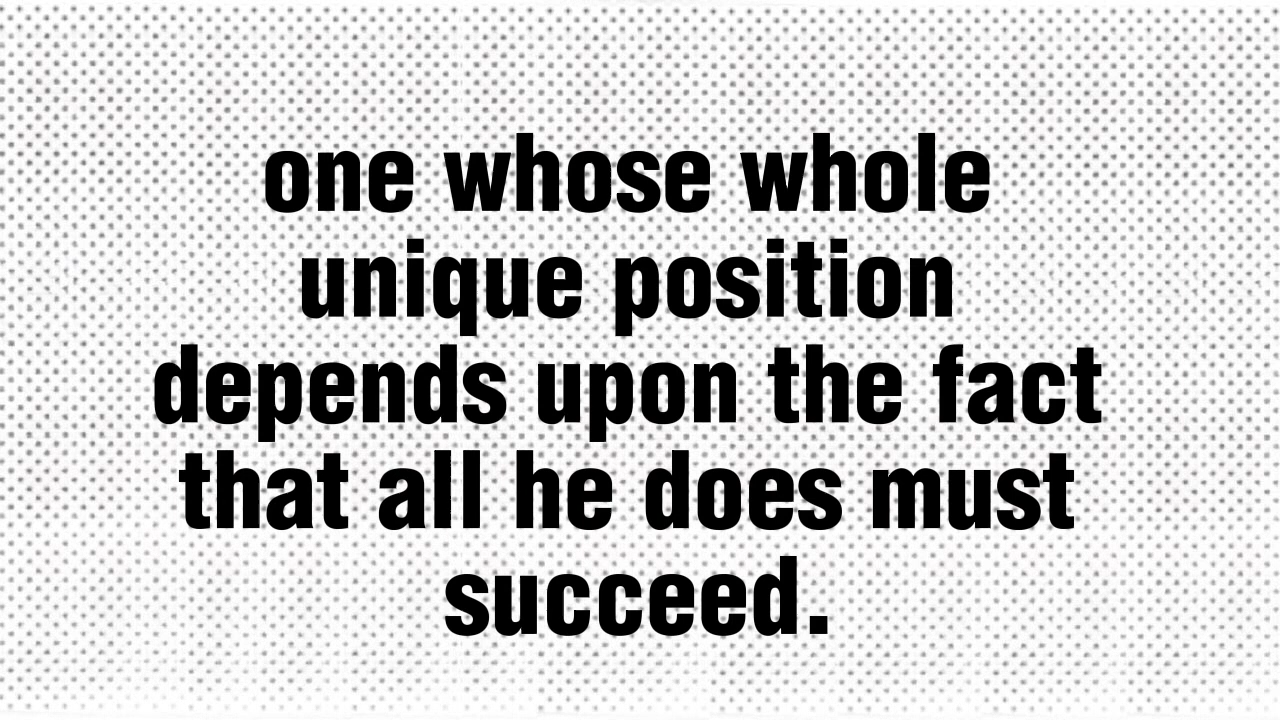 one whose whole
unique position
depends upon the fact
that all he does must
succeed.